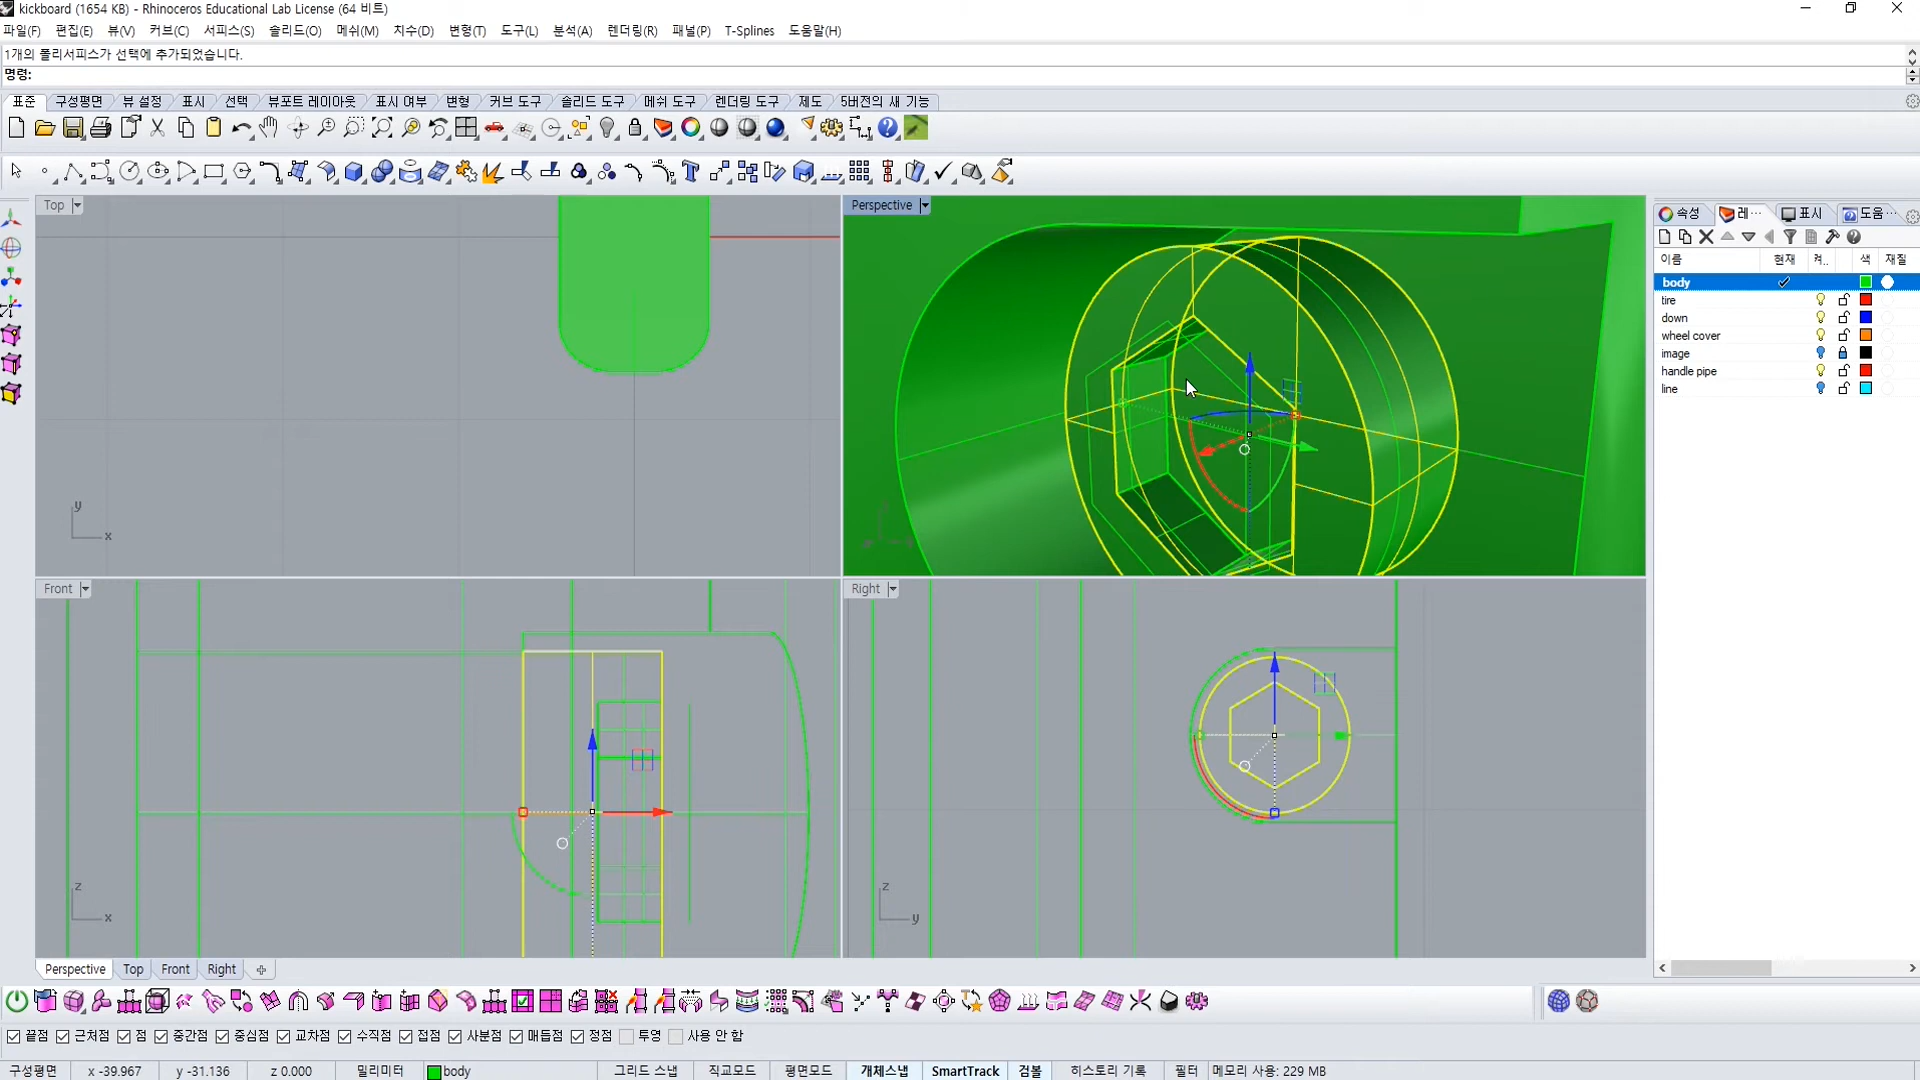 kickboard (1654 KB) - Rhinoceros Educational Lab License (64 비트)
파일(F) 편집(E) 뷰(V) 커브(C) 서피스(S) 솔리드(O) 메쉬(M) 치수(D) 변형(T) 도구(L) 분석(A) 렌더링(R) 패널(P) T-Splines 도움말(H)
1개의 폴리서피스가 선택에 추가되었습니다.
명령:
표준 구성평면 뷰 설정 표시 선택 뷰포트 레이아웃 표시 여부 변형 커브 도구 솔리드 도구 메쉬 도구 렌더링 도구 제도 5버전의 새 기능
Top
Perspective
속성 레… 표시 도움…
이름 현재 켜.. 색 재질
body
tire
down
wheel cover
image
handle pipe
line
y
x
Front
Right
z
x
z
y
Perspective Top Front Right
끝점 근처점 점 중간점 중심점 교차점 수직점 접점 사분점 매듭점 정점 투영 사용 안 함
구성평면 x -39.967 y -31.136 z 0.000 밀리미터 body 그리드 스냅 직교모드 평면모드 개체스냅 SmartTrack 검볼 히스토리 기록 필터 메모리 사용: 229 MB